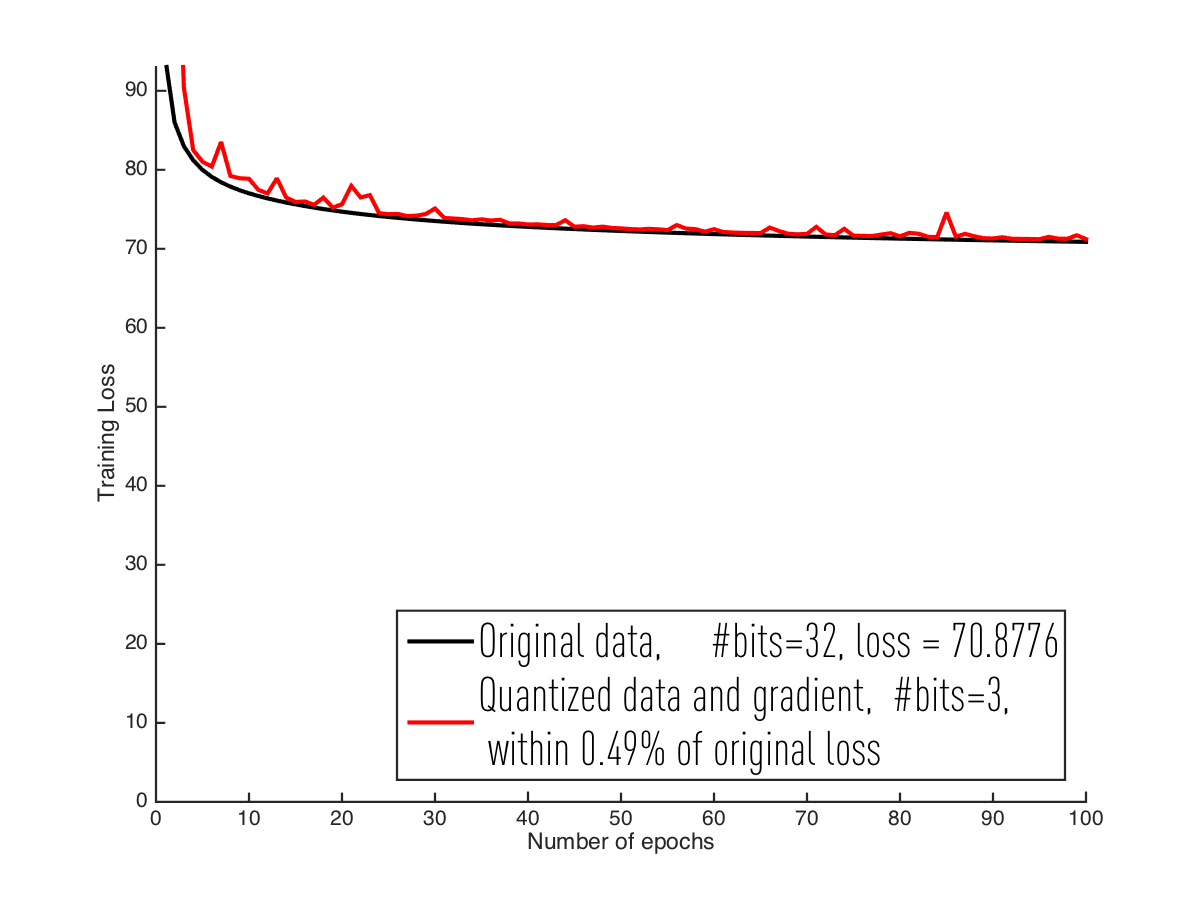 90
80
70
60
50
40
30
20
10
0
Training Loss
Original data, #bits=32, loss = 70.8776
Quantized data and gradient, #bits=3,
within 0.49% of original loss
0 10 20 30 40 50 60 70 80 90 100
Number of epochs